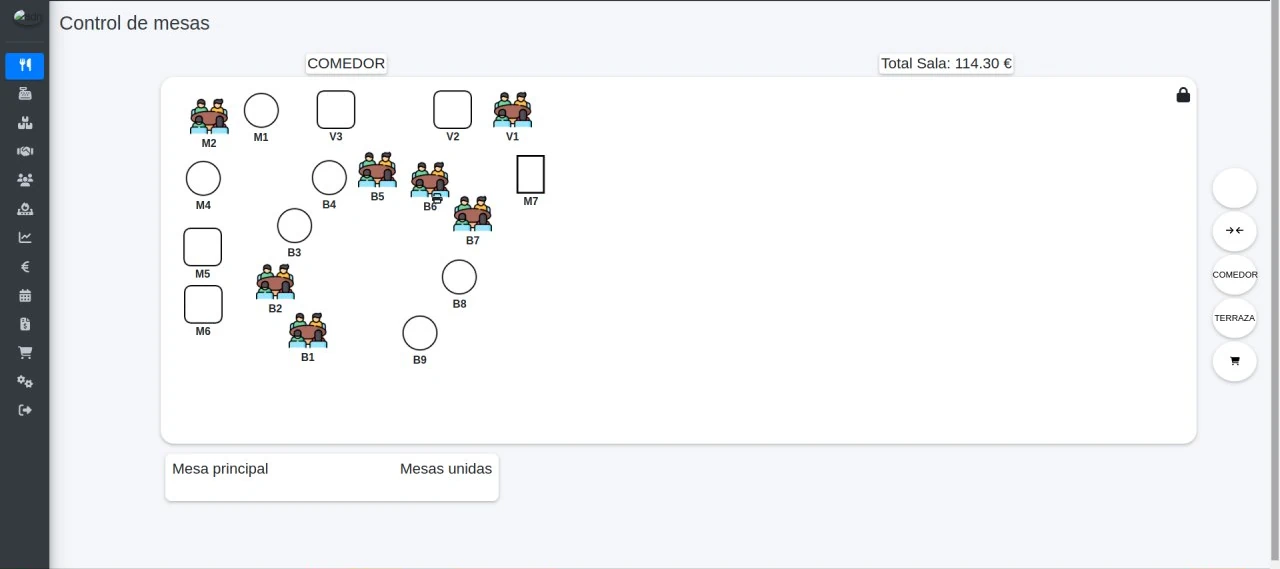 Control de mesas
COMEDOR
Total Sala: 114.30 €
M2
M1
V3
V2
V1
M4
B4
B5
B6
M7
B7
B3
M5
B2
B8
M6
B1
B9
COMEDOR
TERRAZA
Mesa principal
Mesas unidas